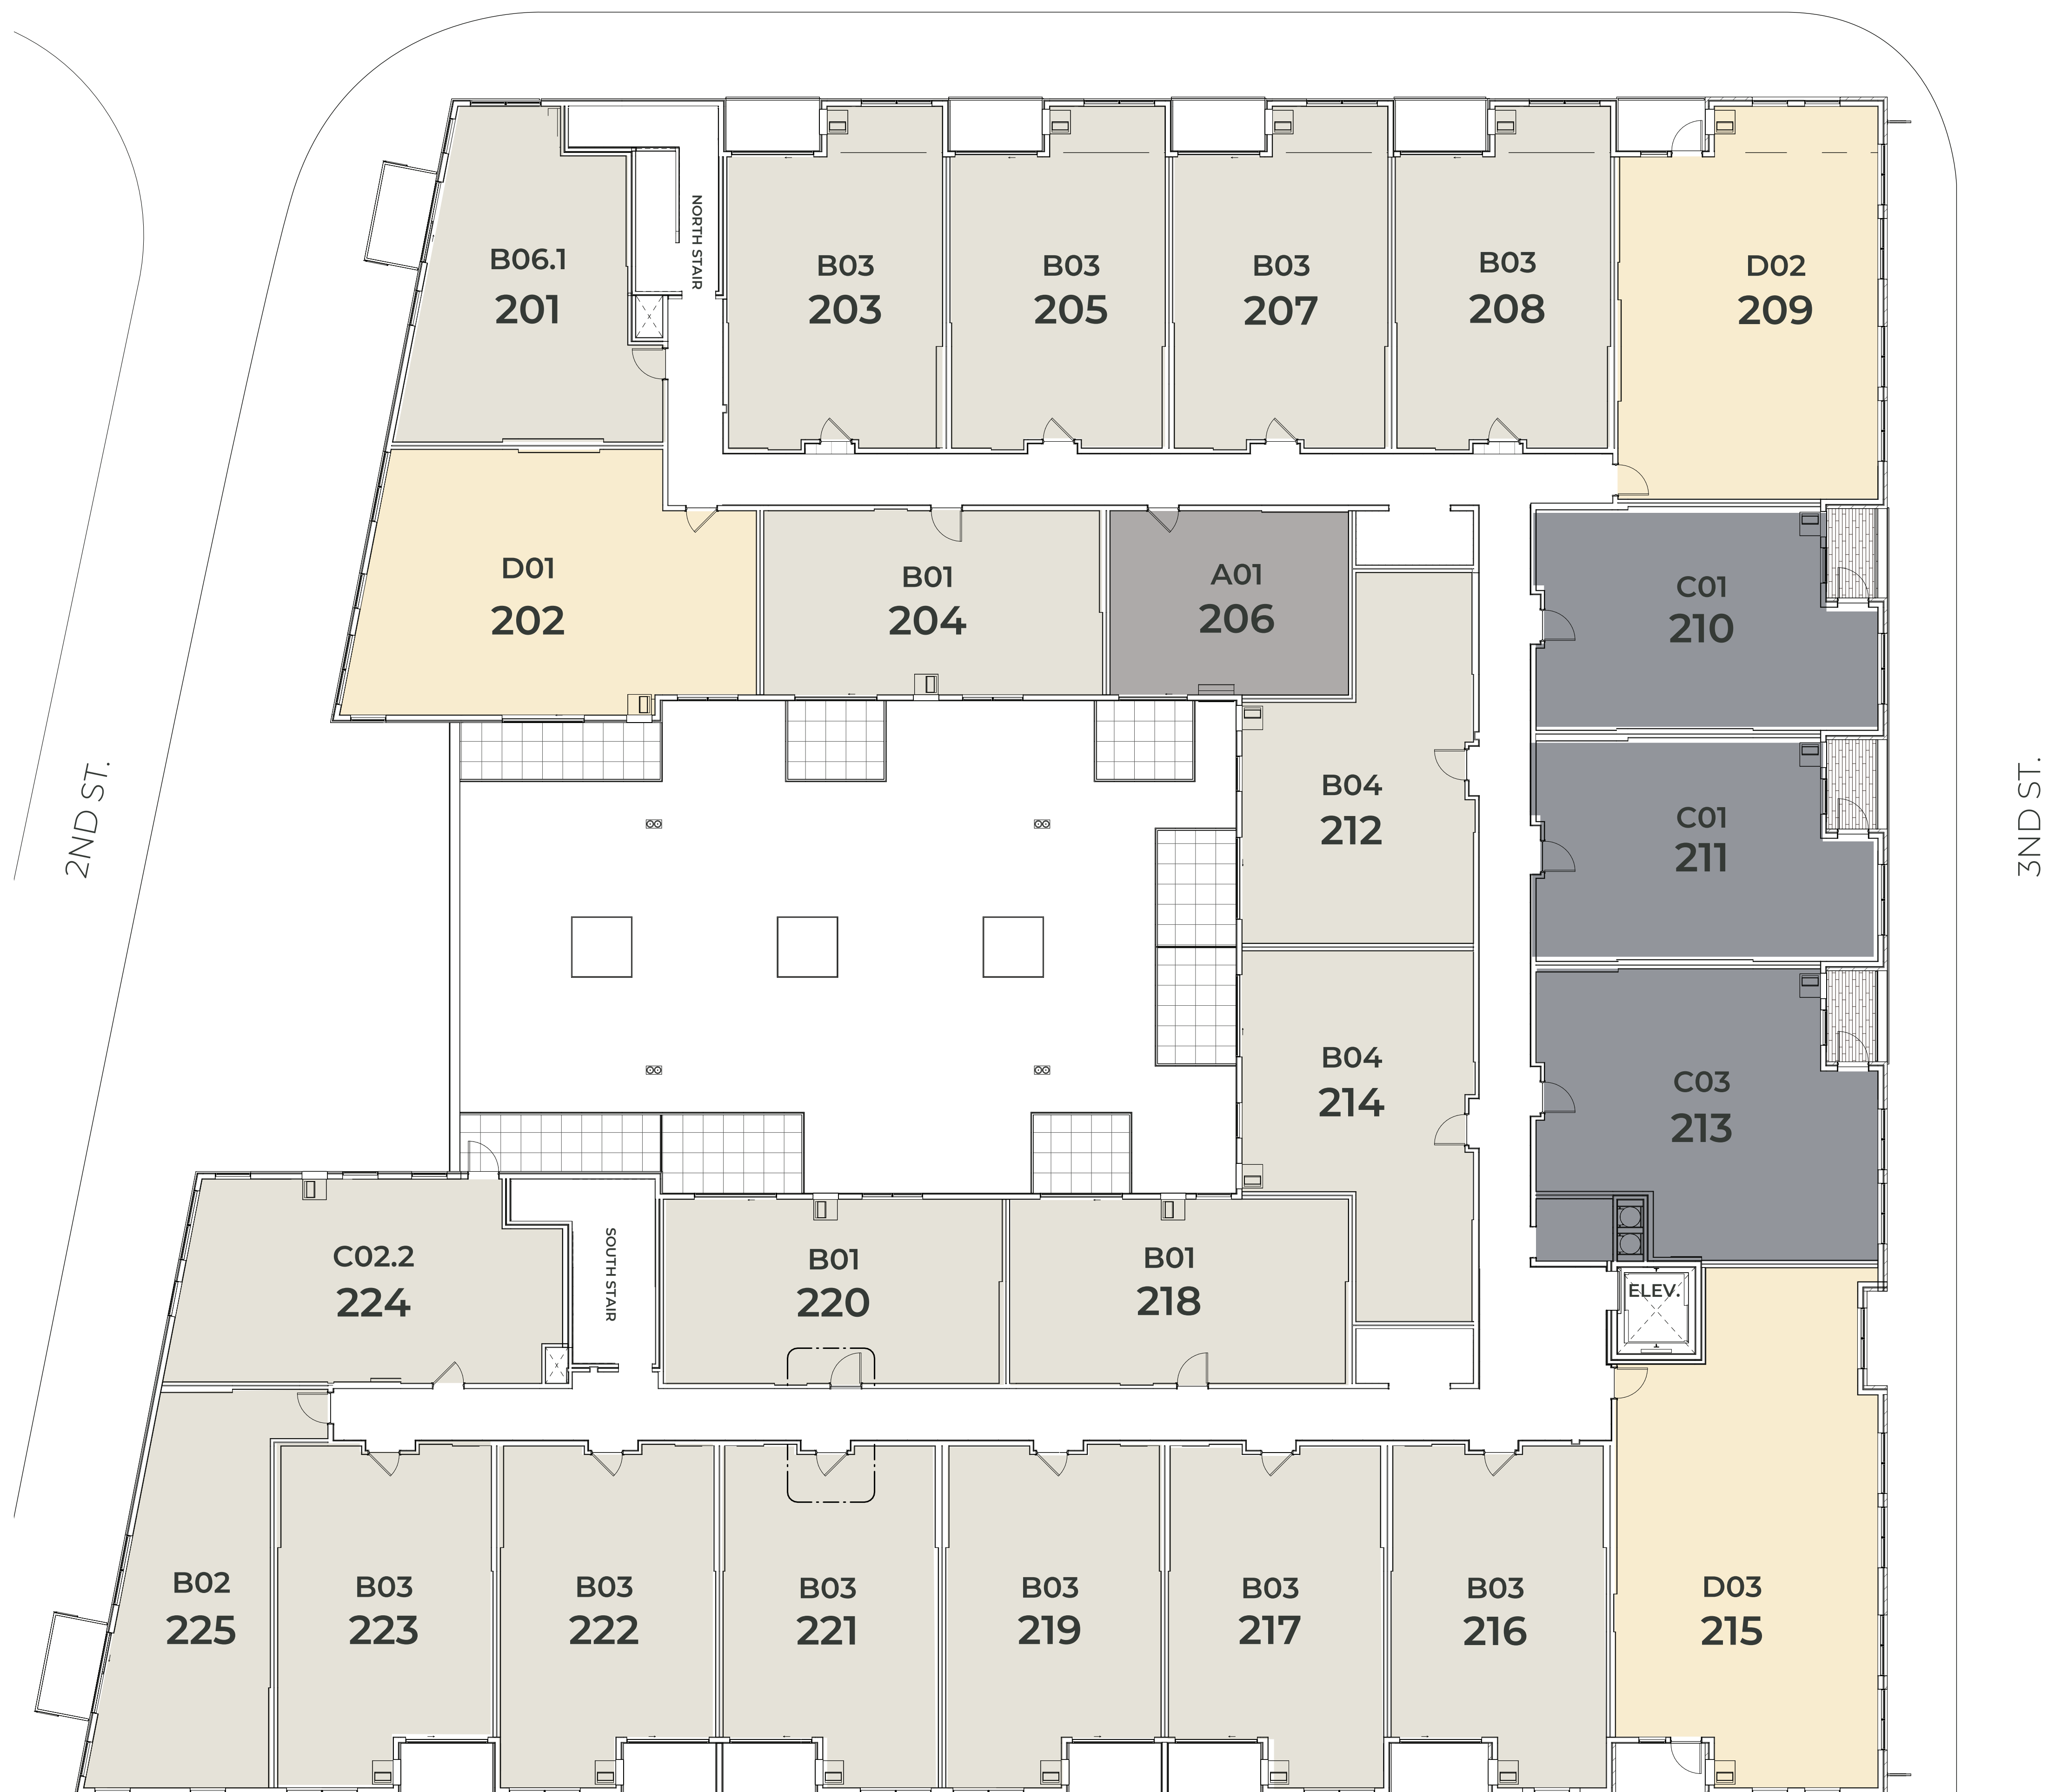 B06.1
201
NORTH STAIR
B03
203
B03
205
B03
207
B03
208
D02
209
D01
202
B01
204
A01
206
C01
210
2ND ST.
B04
212
C01
211
3ND ST.
B04
214
C03
213
C02.2
224
SOUTH STAIR
B01
220
B01
218
ELEV.
B02
225
B03
223
B03
222
B03
221
B03
219
B03
217
B03
216
D03
215